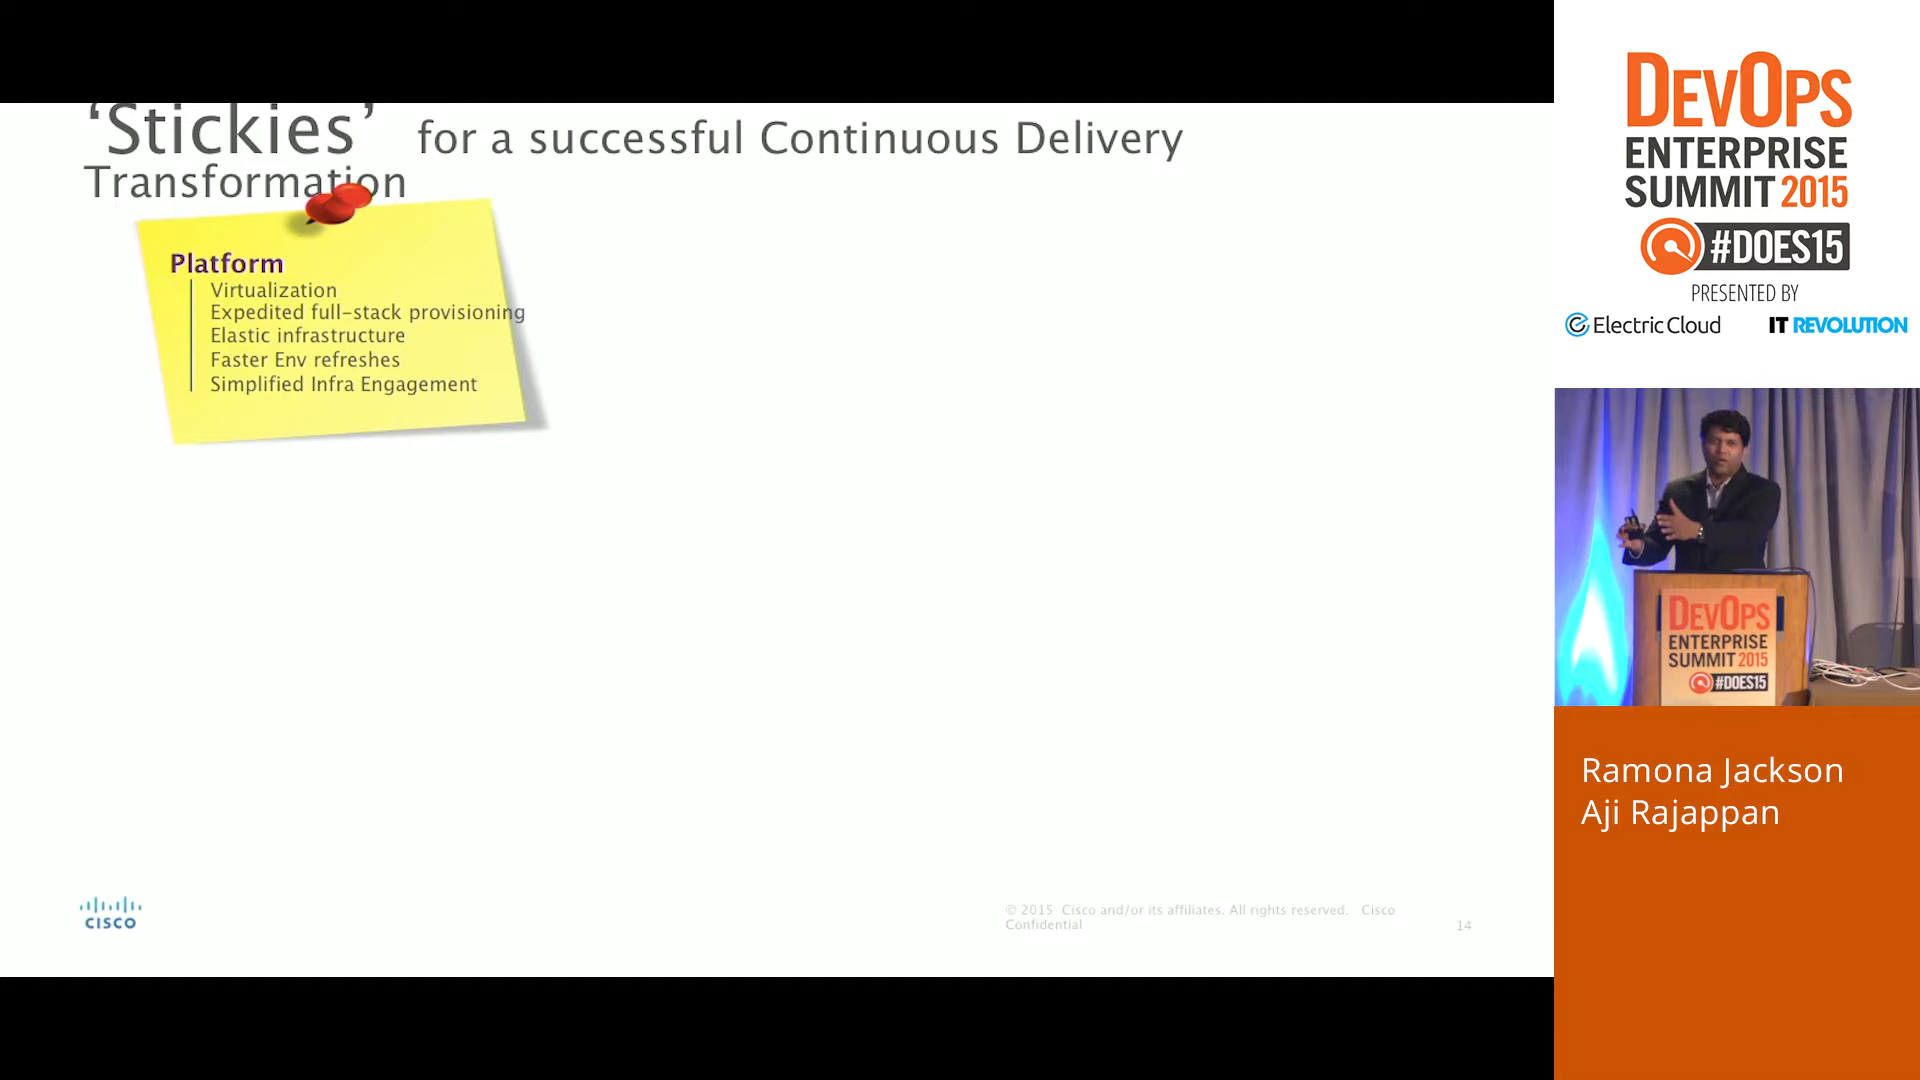 ‘Stickies’ for a successful Continuous Delivery
Transformation
Platform
Virtualization
Expedited full-stack provisioning
Elastic infrastructure
Faster Env refreshes
Simplified Infra Engagement
CISCO
© 2015 Cisco and/or its affiliates. All rights reserved. Cisco
Confidential
14
DEVOPS
ENTERPRISE
SUMMIT 2015
#DOES15
PRESENTED BY
Electric Cloud
IT REVOLUTION
DEVOPS
ENTERPRISE
SUMMIT 2015
#DOES15
Ramona Jackson
Aji Rajappan